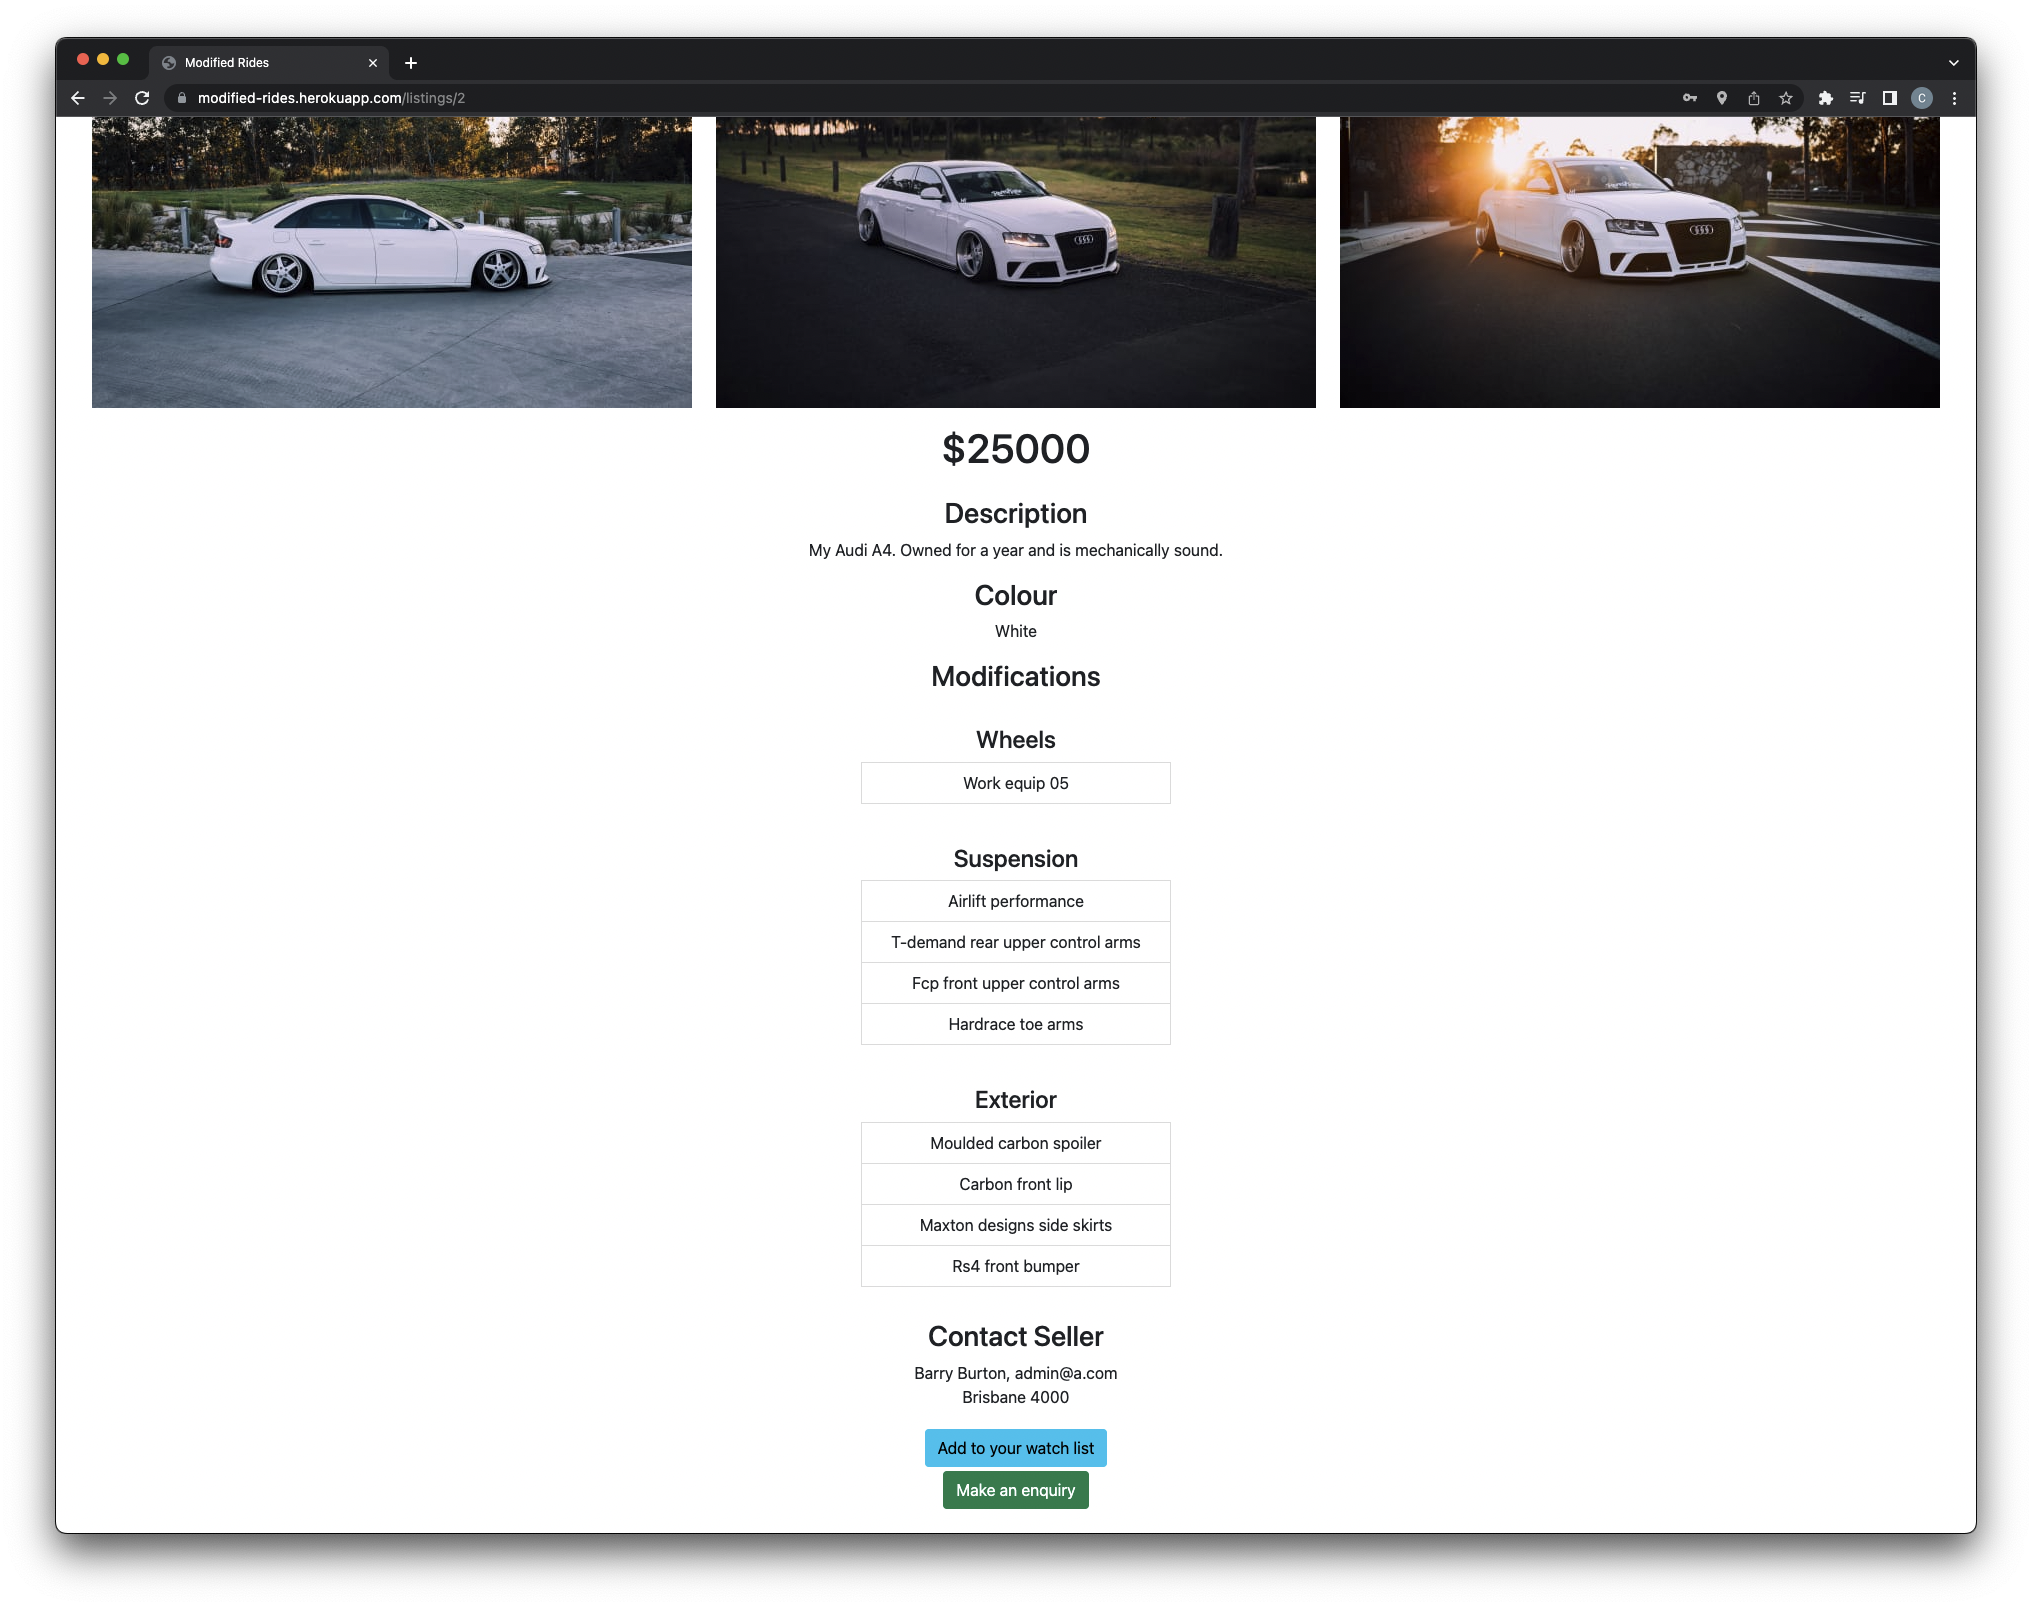 Modified Rides
modified-rides.herokuapp.com/listings/2
C
$25000
Description
My Audi A4. Owned for a year and is mechanically sound.
Colour
White
Modifications
Wheels
Work equip 05
Suspension
Airlift performance
T-demand rear upper control arms
Fcp front upper control arms
Hardrace toe arms
Exterior
Moulded carbon spoiler
Carbon front lip
Maxton designs side skirts
Rs4 front bumper
Contact Seller
Barry Burton, admin@a.com
Brisbane 4000
Add to your watch list
Make an enquiry